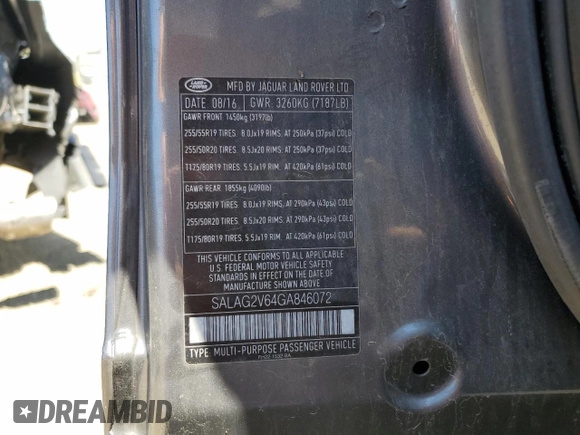 LAND ROVER
MFD BY JAGUAR LAND ROVER LTD
DATE 08/16 GWR 3260KG (7187LB)
GAWR FRONT 1450kg (3197lb)
255/55R19 TIRES 8.0Jx19 RIMS. AT 250kPa (37psi) COLD
255/50R20 TIRES 8.5Jx20 RIMS. AT 250kPa (37psi) COLD
T175/80R19 TIRES 5.5Jx19 RIM. AT 420kPa (61psi) COLD
GAWR REAR 1855kg (4090lb)
255/55R19 TIRES 8.0Jx19 RIMS. AT 290kPa (43psi) COLD
255/50R20 TIRES 8.5Jx20 RIMS. AT 290kPa (43psi) COLD
T175/80R19 TIRES 5.5Jx19 RIM. AT 420kPa (61psi) COLD
THIS VEHICLE CONFORMS TO ALL APPLICABLE
U.S. FEDERAL MOTOR VEHICLE SAFETY
STANDARDS IN EFFECT ON THE DATE OF
MANUFACTURE SHOWN ABOVE
SALAG2V64GA846072
TYPE MULTI-PURPOSE PASSENGER VEHICLE
DREAMBID